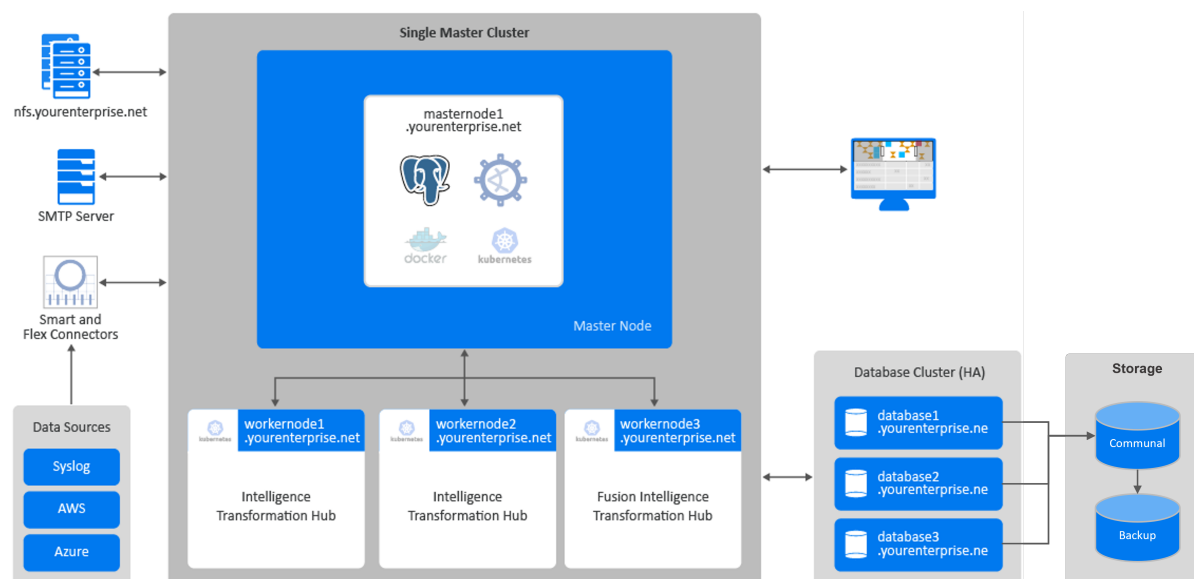 Single Master Cluster
nfs.yourenterprise.net
masternode1
.yourenterprise.net
docker
kubernetes
SMTP Server
Smart and
Flex Connectors
Master Node
Data Sources
Syslog
AWS
Azure
kubernetes
workernode1
.yourenterprise.net
Intelligence
Transformation Hub
kubernetes
workernode2
.yourenterprise.net
Intelligence
Transformation Hub
kubernetes
workernode3
.yourenterprise.net
Fusion Intelligence
Transformation Hub
Database Cluster (HA)
database1
.yourenterprise.ne
database2
.yourenterprise.ne
database3
.yourenterprise.ne
Storage
Communal
Backup